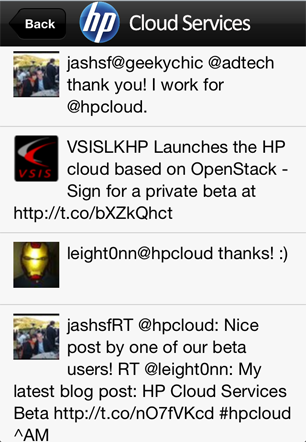 Back
hp
Cloud Services
jashsf@geekychic @adtech
thank you! I work for
@hpcloud.
VSIS
VSISLKHP Launches the HP
cloud based on OpenStack -
Sign for a private beta at
http://t.co/bXZkQhct
leight0nn@hpcloud thanks! :)
jashsfRT @hpcloud: Nice
post by one of our beta
users! RT @leight0nn: My
latest blog post: HP Cloud Services
Beta http://t.co/nO7fVKcd #hpcloud
^AM